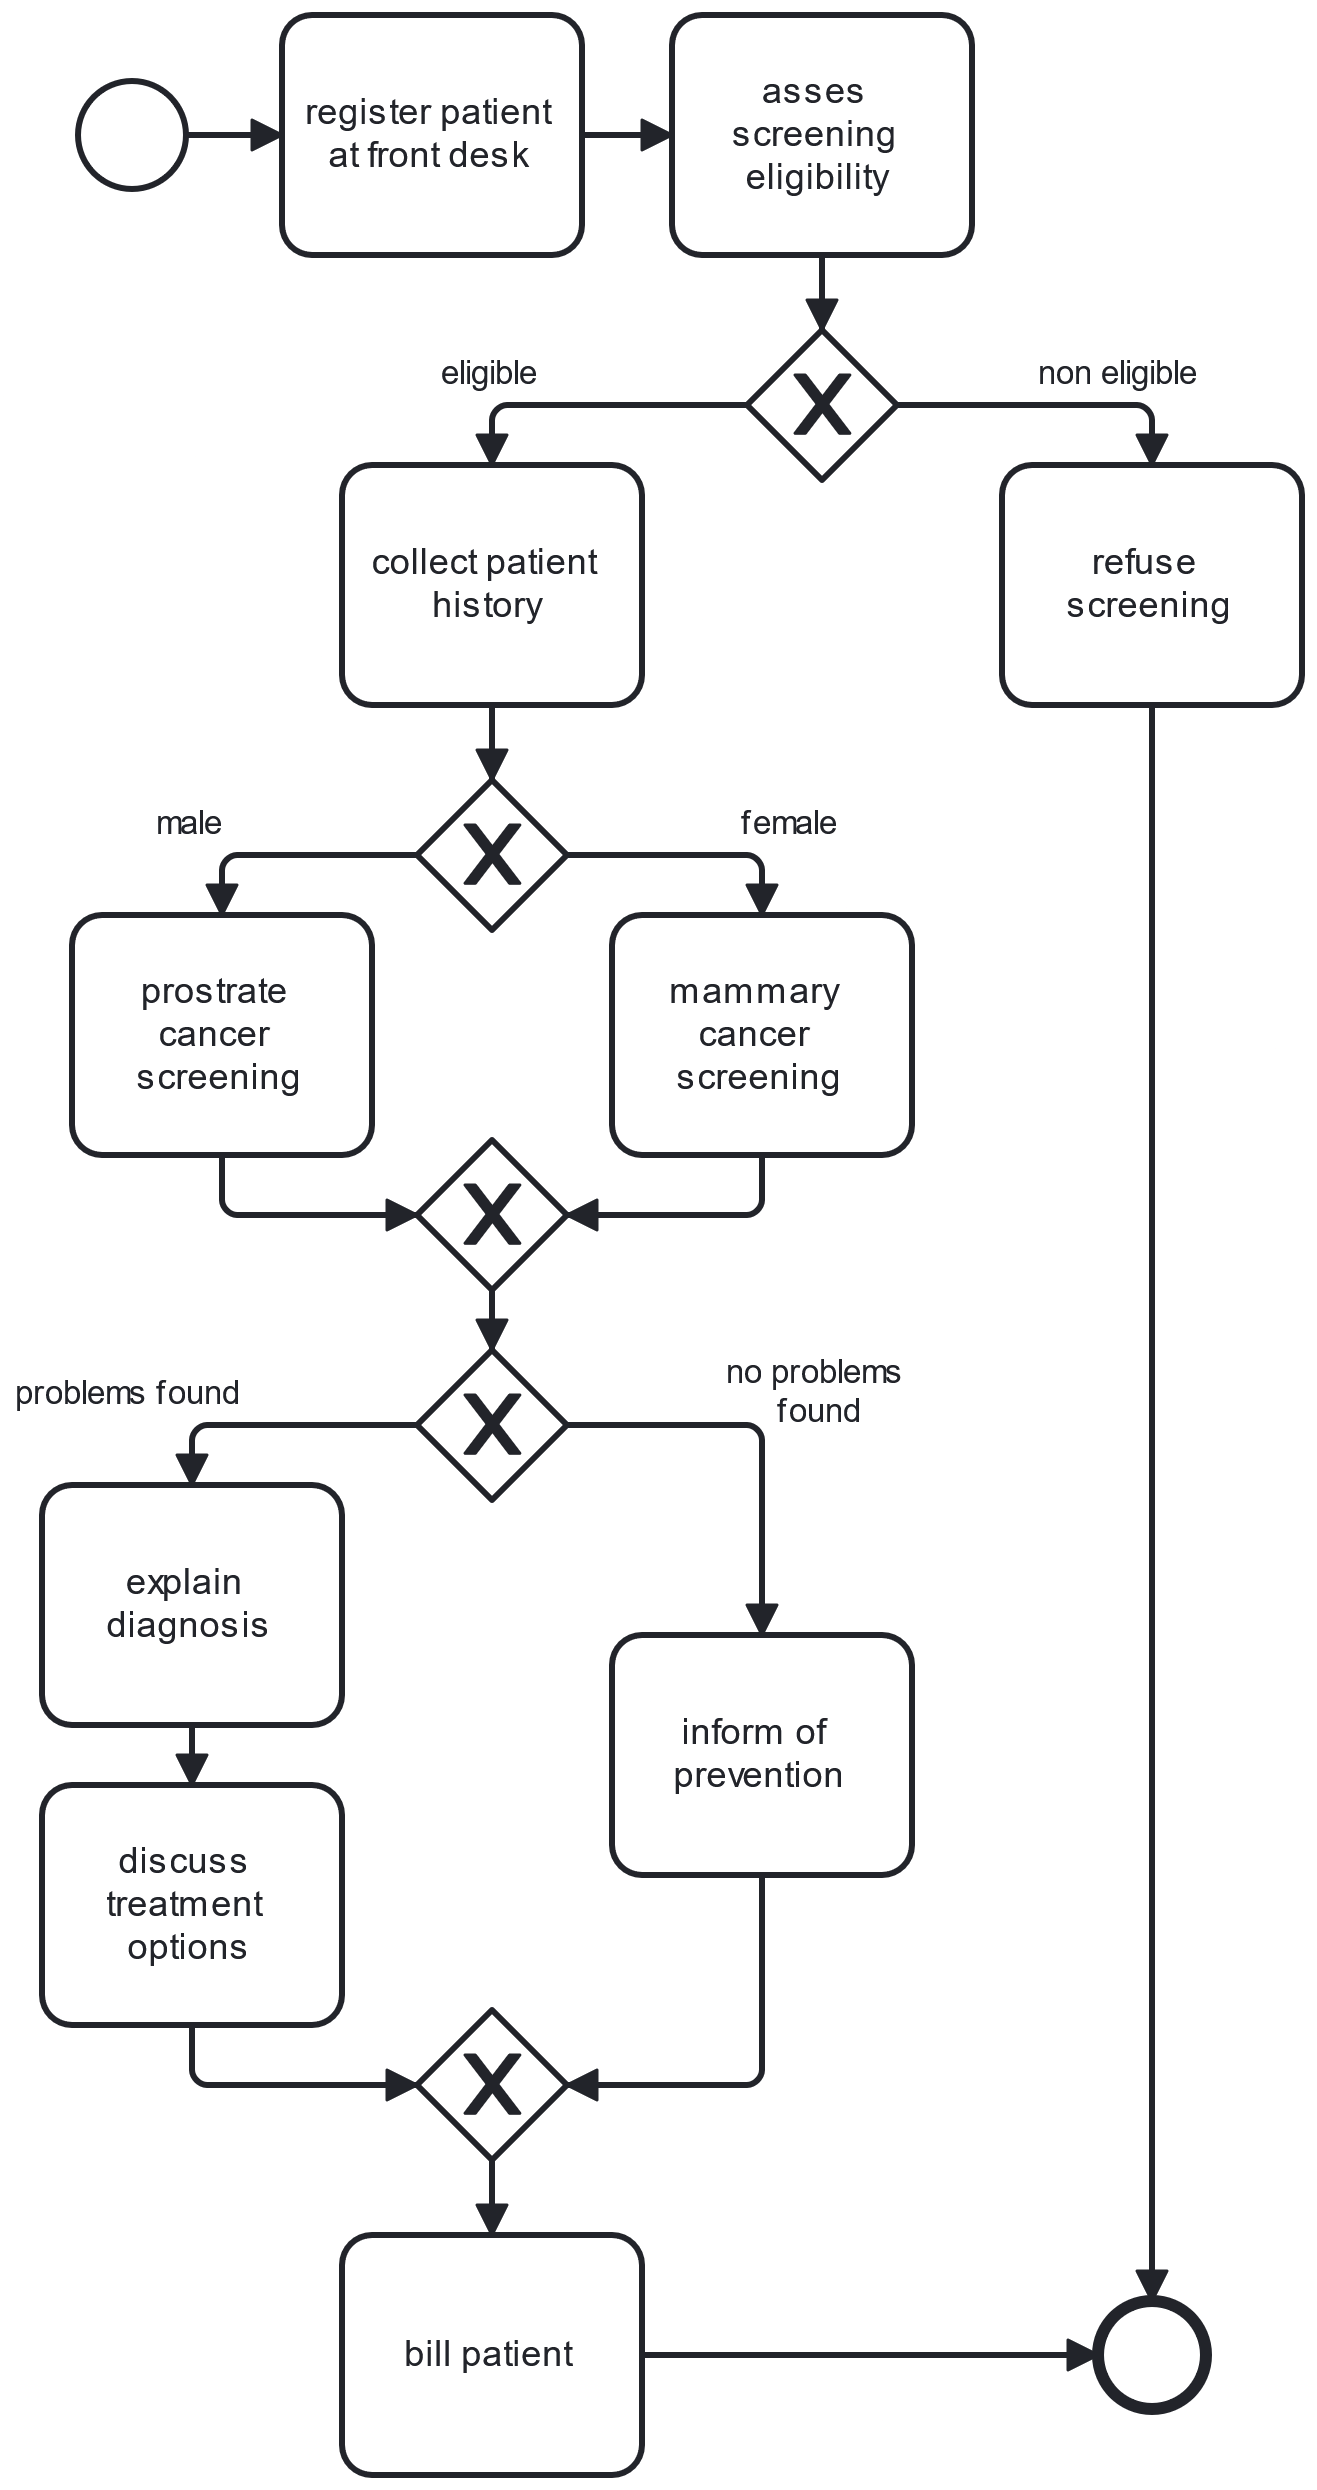 register patient
at front desk
asses
screening
eligibility
eligible
non eligible
X
collect patient
history
refuse
screening
male
female
X
prostrate
cancer
screening
mammary
cancer
screening
X
problems found
no problems
found
X
explain
diagnosis
inform of
prevention
discuss
treatment
options
X
bill patient